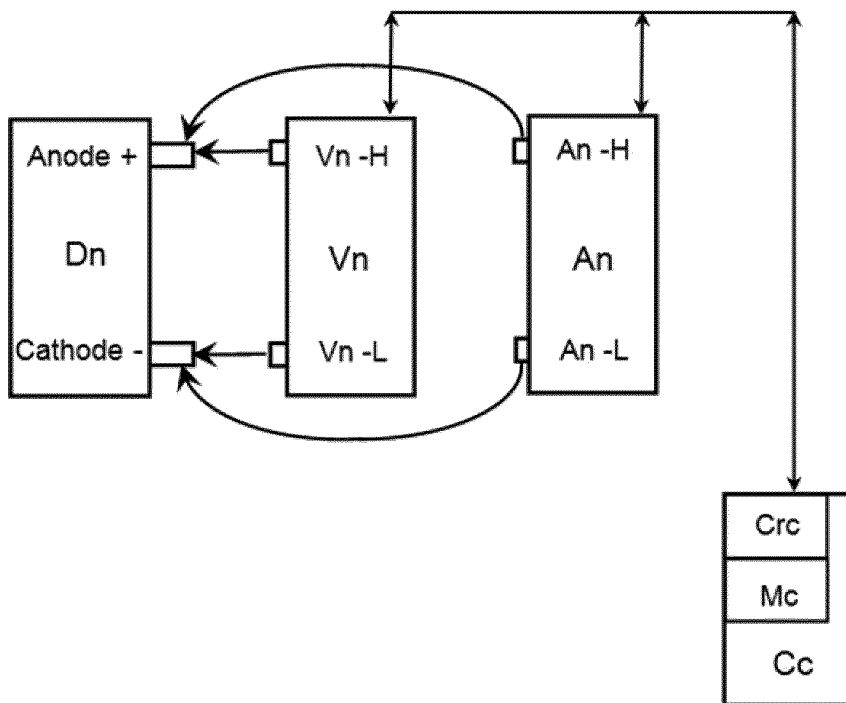 Anode +
Vn -H
An -H
Dn
Vn
An
Cathode -
Vn -L
An -L
Crc
Mc
Cc